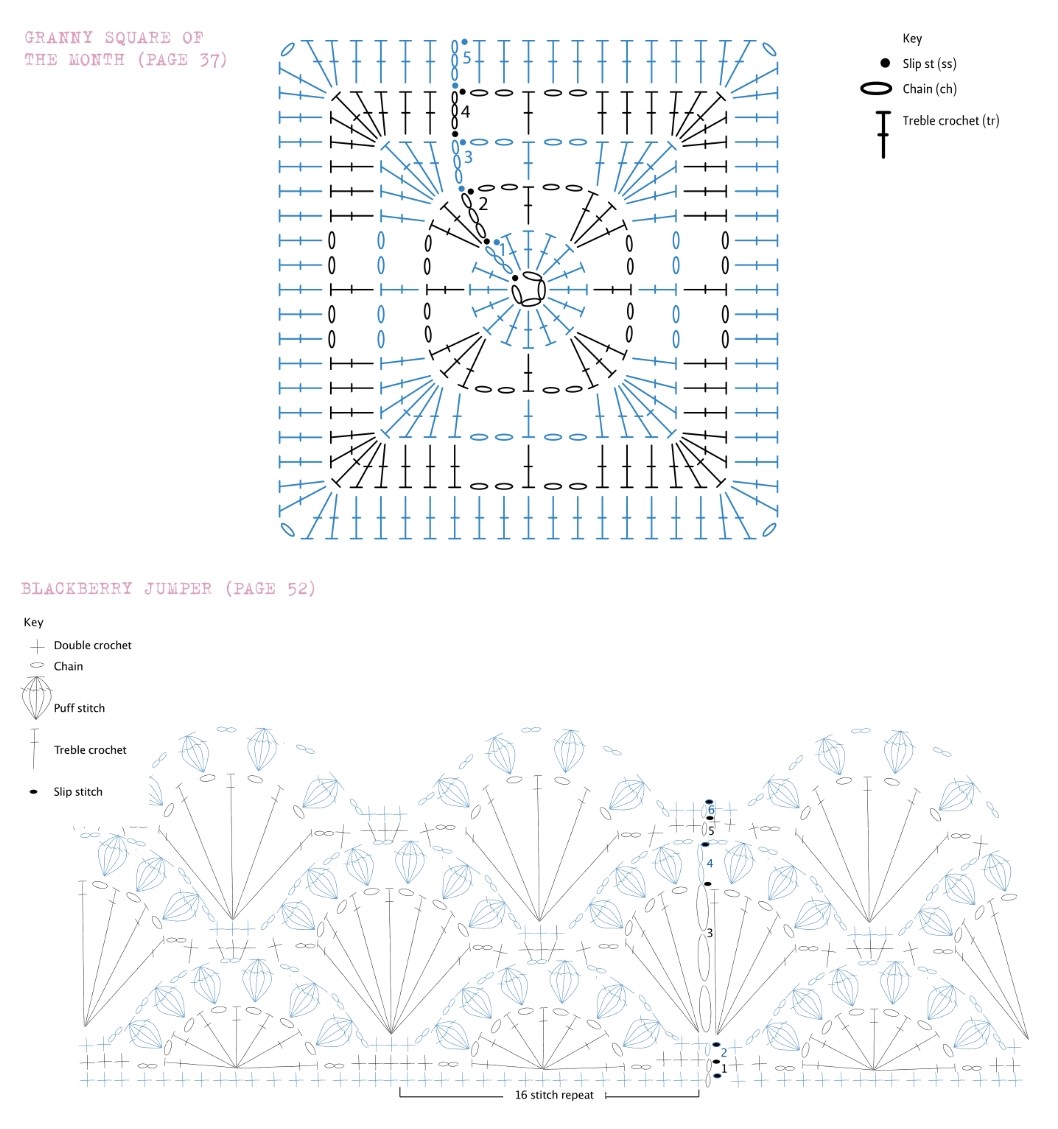 GRANNY SQUARE OF
THE MONTH (PAGE 37)
Key
Slip st (ss)
Chain (ch)
Treble crochet (tr)
5
4
3
2
1
BLACKBERRY JUMPER (PAGE 52)
Key
Double crochet
Chain
Puff stitch
Treble crochet
Slip stitch
6
5
4
3
2
1
16 stitch repeat